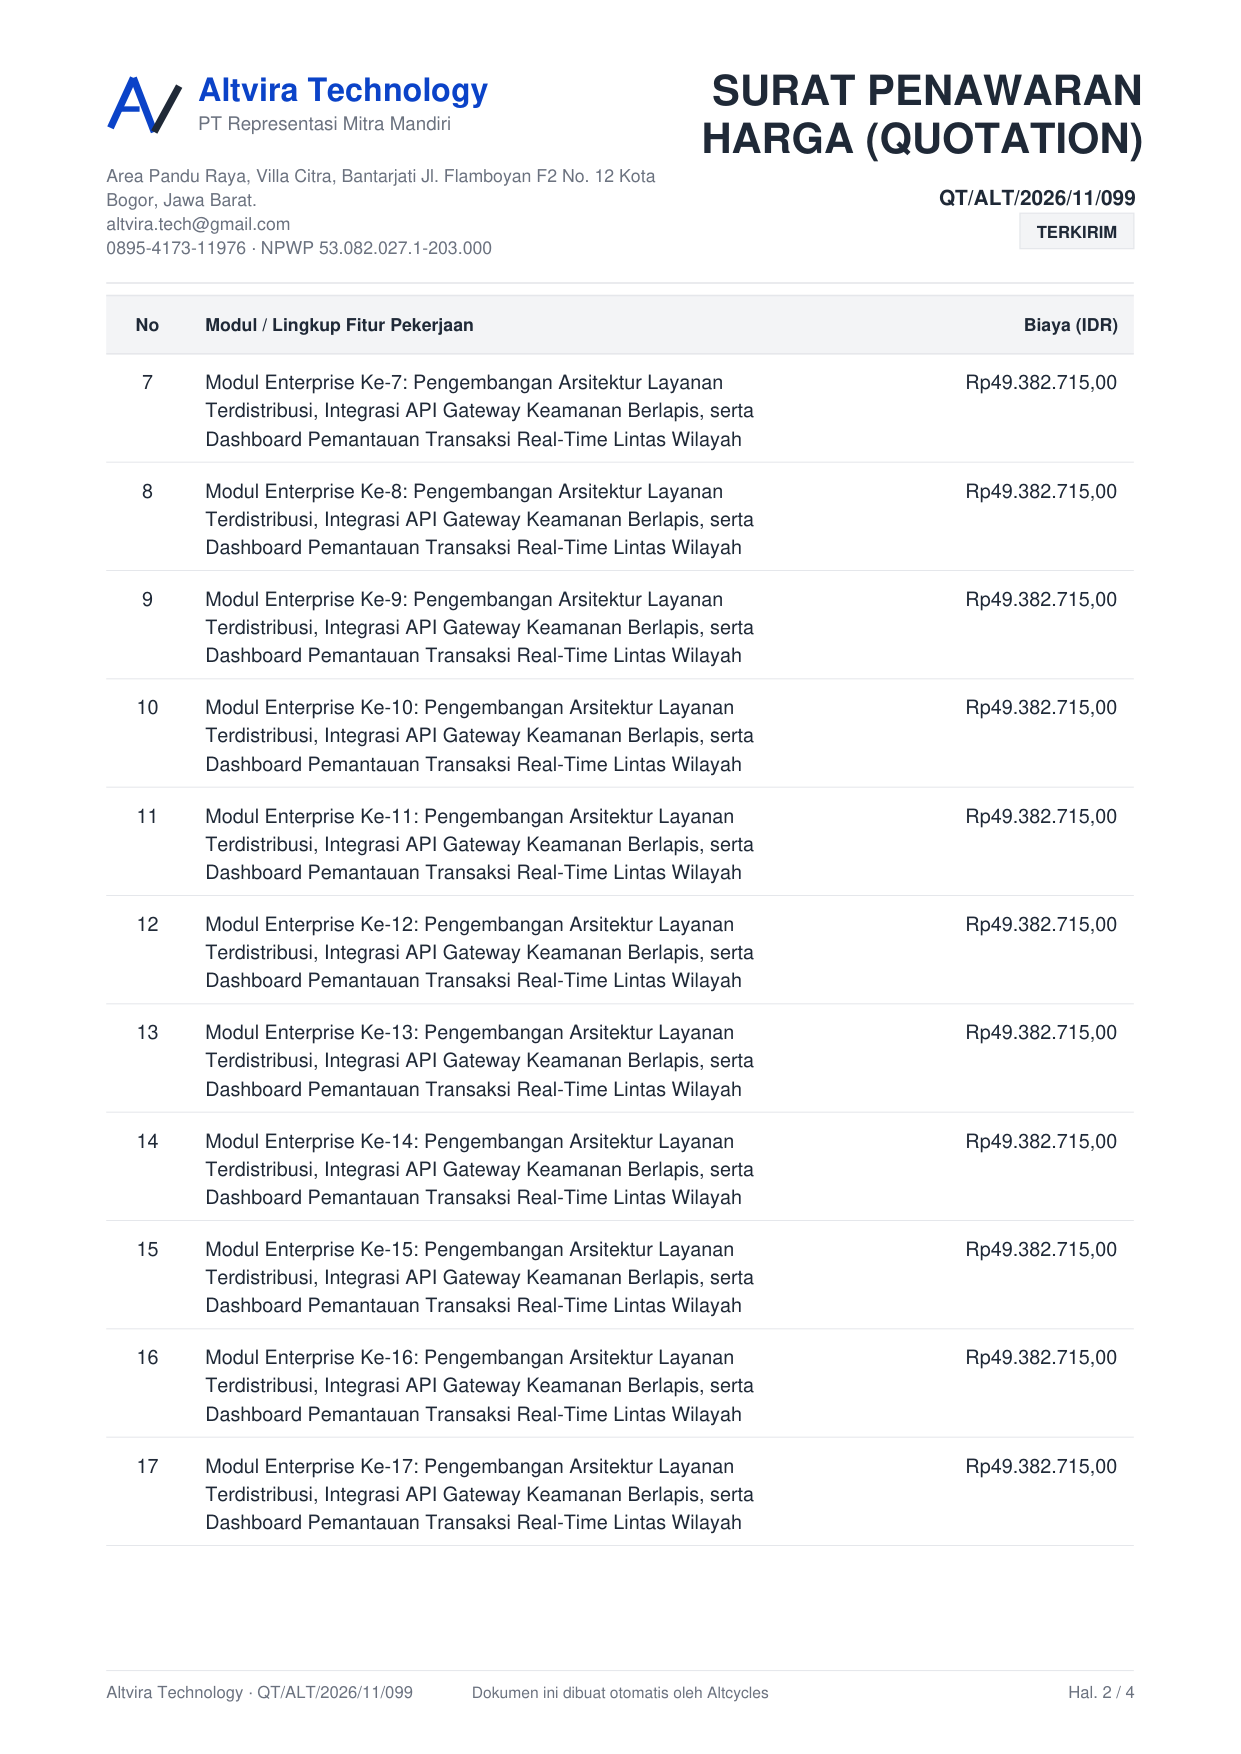 Altvira Technology
PT Representasi Mitra Mandiri
Area Pandu Raya, Villa Citra, Bantarjati Jl. Flamboyan F2 No. 12 Kota
Bogor, Jawa Barat.
altvira.tech@gmail.com
0895-4173-11976 · NPWP 53.082.027.1-203.000
SURAT PENAWARAN
HARGA (QUOTATION)
QT/ALT/2026/11/099
TERKIRIM
No Modul / Lingkup Fitur Pekerjaan Biaya (IDR)
7 Modul Enterprise Ke-7: Pengembangan Arsitektur Layanan Rp49.382.715,00
Terdistribusi, Integrasi API Gateway Keamanan Berlapis, serta
Dashboard Pemantauan Transaksi Real-Time Lintas Wilayah
8 Modul Enterprise Ke-8: Pengembangan Arsitektur Layanan Rp49.382.715,00
Terdistribusi, Integrasi API Gateway Keamanan Berlapis, serta
Dashboard Pemantauan Transaksi Real-Time Lintas Wilayah
9 Modul Enterprise Ke-9: Pengembangan Arsitektur Layanan Rp49.382.715,00
Terdistribusi, Integrasi API Gateway Keamanan Berlapis, serta
Dashboard Pemantauan Transaksi Real-Time Lintas Wilayah
10 Modul Enterprise Ke-10: Pengembangan Arsitektur Layanan Rp49.382.715,00
Terdistribusi, Integrasi API Gateway Keamanan Berlapis, serta
Dashboard Pemantauan Transaksi Real-Time Lintas Wilayah
11 Modul Enterprise Ke-11: Pengembangan Arsitektur Layanan Rp49.382.715,00
Terdistribusi, Integrasi API Gateway Keamanan Berlapis, serta
Dashboard Pemantauan Transaksi Real-Time Lintas Wilayah
12 Modul Enterprise Ke-12: Pengembangan Arsitektur Layanan Rp49.382.715,00
Terdistribusi, Integrasi API Gateway Keamanan Berlapis, serta
Dashboard Pemantauan Transaksi Real-Time Lintas Wilayah
13 Modul Enterprise Ke-13: Pengembangan Arsitektur Layanan Rp49.382.715,00
Terdistribusi, Integrasi API Gateway Keamanan Berlapis, serta
Dashboard Pemantauan Transaksi Real-Time Lintas Wilayah
14 Modul Enterprise Ke-14: Pengembangan Arsitektur Layanan Rp49.382.715,00
Terdistribusi, Integrasi API Gateway Keamanan Berlapis, serta
Dashboard Pemantauan Transaksi Real-Time Lintas Wilayah
15 Modul Enterprise Ke-15: Pengembangan Arsitektur Layanan Rp49.382.715,00
Terdistribusi, Integrasi API Gateway Keamanan Berlapis, serta
Dashboard Pemantauan Transaksi Real-Time Lintas Wilayah
16 Modul Enterprise Ke-16: Pengembangan Arsitektur Layanan Rp49.382.715,00
Terdistribusi, Integrasi API Gateway Keamanan Berlapis, serta
Dashboard Pemantauan Transaksi Real-Time Lintas Wilayah
17 Modul Enterprise Ke-17: Pengembangan Arsitektur Layanan Rp49.382.715,00
Terdistribusi, Integrasi API Gateway Keamanan Berlapis, serta
Dashboard Pemantauan Transaksi Real-Time Lintas Wilayah
Altvira Technology · QT/ALT/2026/11/099 Dokumen ini dibuat otomatis oleh Altcycles Hal. 2 / 4